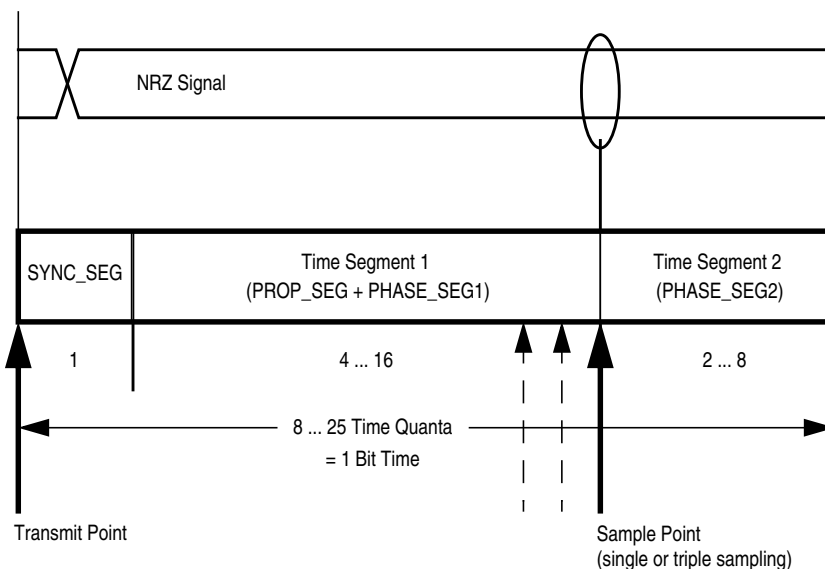 NRZ Signal
SYNC_SEG
Time Segment 1
(PROP_SEG + PHASE_SEG1)
Time Segment 2
(PHASE_SEG2)
1
4 ... 16
2 ... 8
8 ... 25 Time Quanta
= 1 Bit Time
Transmit Point
Sample Point
(single or triple sampling)